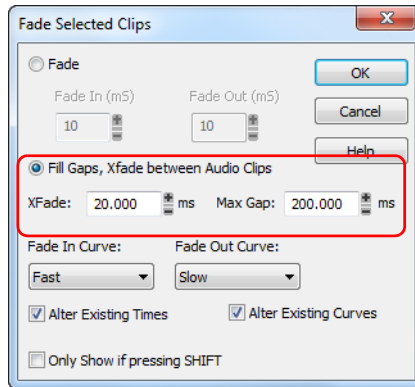 Fade Selected Clips
Fade
OK
Fade In (mS) Fade Out (mS)
10 10
Cancel
Help
Fill Gaps, Xfade between Audio Clips
XFade: 20.000 ms Max Gap: 200.000 ms
Fade In Curve: Fade Out Curve:
Fast Slow
Alter Existing Times Alter Existing Curves
Only Show if pressing SHIFT